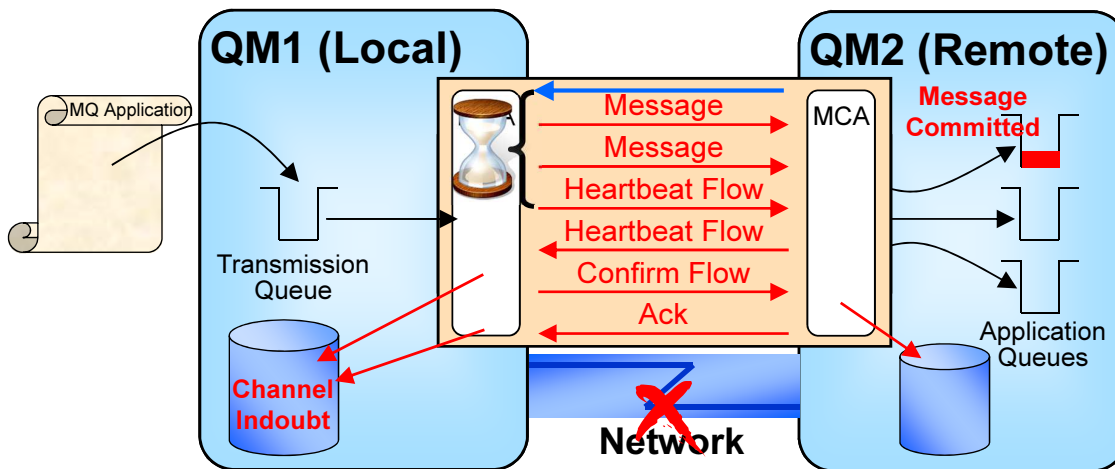 QM1 (Local)
QM2 (Remote)
MQ Application
Message
Message
Heartbeat Flow
Heartbeat Flow
Confirm Flow
Ack
MCA
Message
Committed
Transmission
Queue
Channel
Indoubt
Application
Queues
Network